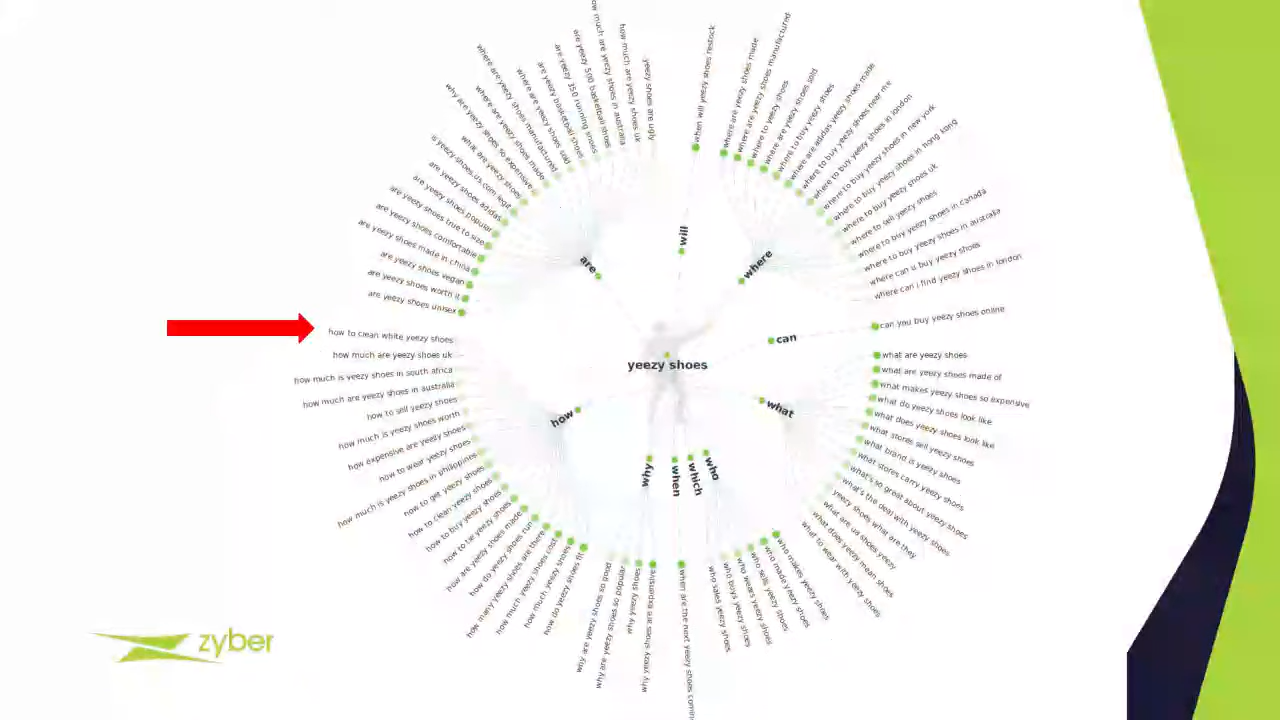 yeezy shoes
will
when will yeezy shoes restock
where
where are yeezy shoes made
where are yeezy shoes manufactured
where to yeezy shoes
where are yeezy shoes sold
where to buy yeezy shoes
where are adidas yeezy shoes made
where to buy yeezy shoes near me
where to buy yeezy shoes in london
where to buy yeezy shoes in new york
where to buy yeezy shoes in hong kong
where to buy yeezy shoes uk
where to sell yeezy shoes
where to buy yeezy shoes in canada
where to buy yeezy shoes in australia
where can u buy yeezy shoes
where can i find yeezy shoes in london
can
can you buy yeezy shoes online
what
what are yeezy shoes
what are yeezy shoes made of
what makes yeezy shoes so expensive
what do yeezy shoes look like
what does yeezy shoes look like
what stores sell yeezy shoes
what brand is yeezy shoes
what stores carry yeezy shoes
what's so great about yeezy shoes
what's the deal with yeezy shoes
yeezy shoes what are they
what are us shoes yeezy
what does yeezy mean shoes
what to wear with yeezy shoes
who
who makes yeezy shoes
who made yeezy shoes
who sells yeezy shoes
who wears yeezy shoes
who buys yeezy shoes
who sales yeezy shoes
which
when
when are the next yeezy shoes
why
why yeezy shoes are expensive
why yeezy shoes
why are yeezy shoes so popular
why are yeezy shoes so good
how
how do yeezy shoes fit
how much yeezy shoes
how much yeezy shoes cost
how many yeezy shoes are there
how do yeezy shoes run
how are yeezy shoes made
how to tie yeezy shoes
how to buy yeezy shoes
how to clean yeezy shoes
how to get yeezy shoes
how much is yeezy shoes in philippines
how to wear yeezy shoes
how expensive are yeezy shoes
how much is yeezy shoes worth
how to sell yeezy shoes
how much are yeezy shoes in australia
how much is yeezy shoes in south africa
how much are yeezy shoes uk
how to clean white yeezy shoes
are
are yeezy shoes unisex
are yeezy shoes worth it
are yeezy shoes vegan
are yeezy shoes made in china
are yeezy shoes comfortable
are yeezy shoes true to size
are yeezy shoes popular
are yeezy shoes adidas
is yeezy-shoes.us.com legit
what are yeezy shoes
why are yeezy shoes so expensive
where are yeezy shoes made
where are yeezy shoes manufactured
where are yeezy shoes sold
are yeezy basketball shoes
are yeezy 350 running shoes
are yeezy 500 basketball shoes
how much are yeezy shoes in australia
how much are yeezy shoes uk
yeezy shoes are ugly
zyber